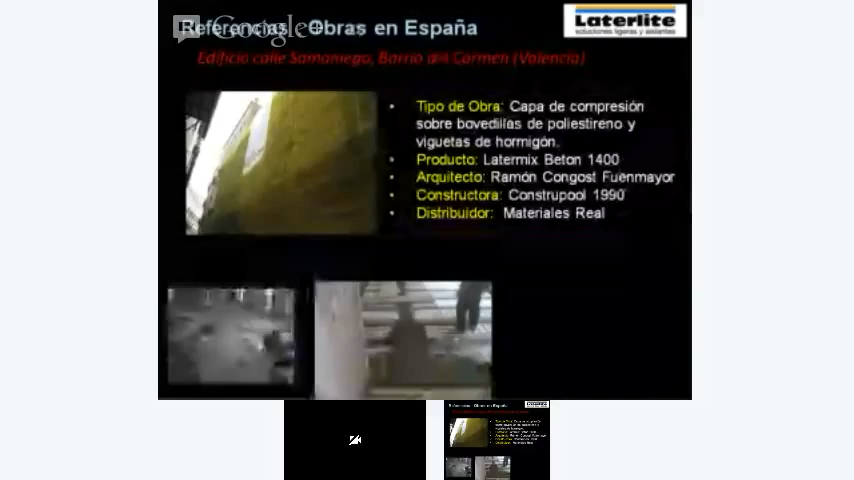 Referencias Obras en España
Google+
Laterlite
soluciones ligeras y aislantes
Edificio calle Samaniego, Barrio del Carmen (Valencia)
• Tipo de Obra: Capa de compresión
sobre bovedillas de poliestireno y
viguetas de hormigón.
• Producto: Latermix Beton 1400
• Arquitecto: Ramón Congost Fuenmayor
• Constructora: Construpool 1990
• Distribuidor: Materiales Real